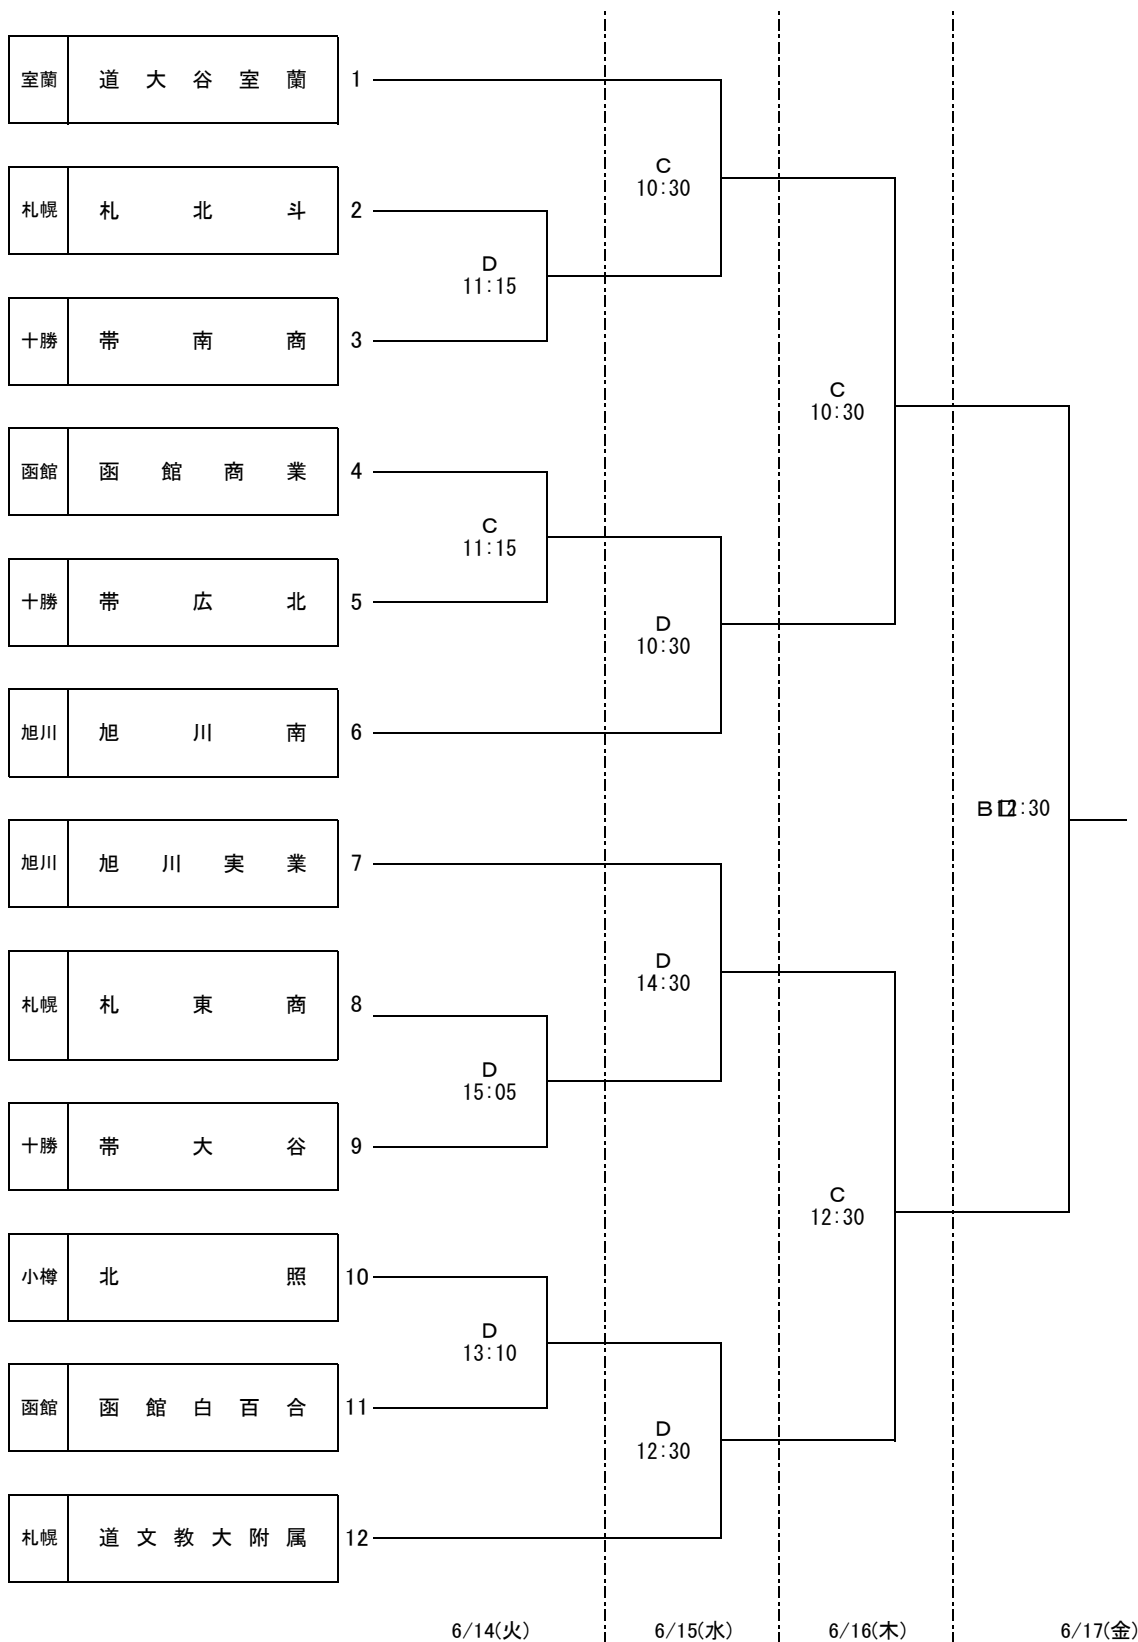 室蘭 道大谷室蘭 1
C
10:30
札幌 札北斗 2
D
11:15
十勝 帯南商 3
C
10:30
函館 函館商業 4
C
11:15
十勝 帯広北 5
D
10:30
旭川 旭川南 6
B 12:30
旭川 旭川実業 7
D
14:30
札幌 札東商 8
D
15:05
十勝 帯大谷 9
C
12:30
小樽 北照 10
D
13:10
函館 函館白百合 11
D
12:30
札幌 道文教大附属 12
6/14(火) 6/15(水) 6/16(木) 6/17(金)